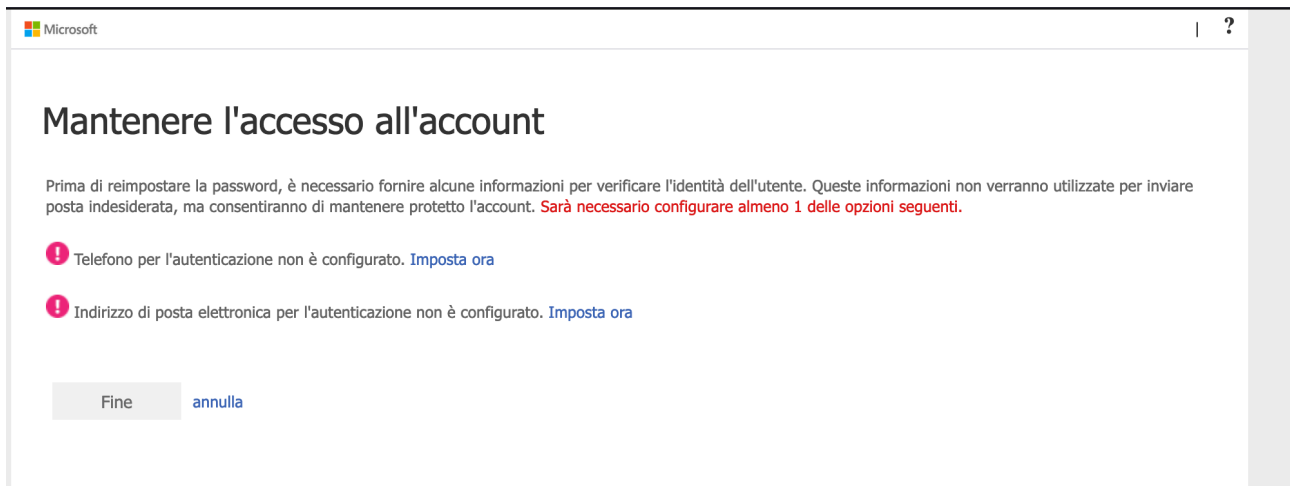 Microsoft
| ?
Mantenere l'accesso all'account
Prima di reimpostare la password, è necessario fornire alcune informazioni per verificare l'identità dell'utente. Queste informazioni non verranno utilizzate per inviare
posta indesiderata, ma consentiranno di mantenere protetto l'account. Sarà necessario configurare almeno 1 delle opzioni seguenti.
! Telefono per l'autenticazione non è configurato. Imposta ora
! Indirizzo di posta elettronica per l'autenticazione non è configurato. Imposta ora
Fine annulla